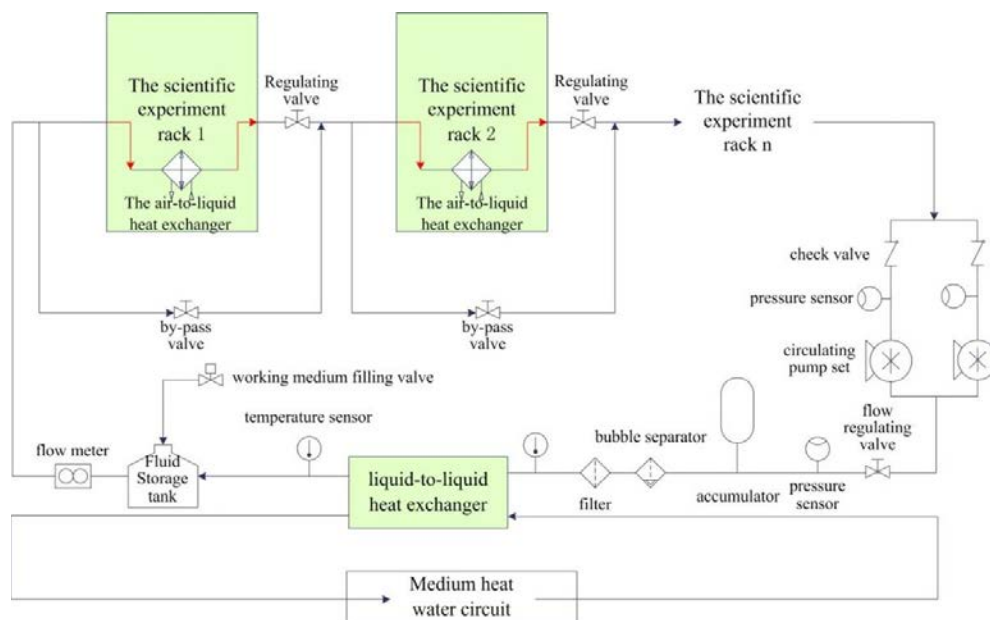 The scientific
experiment
rack 1
The air-to-liquid
heat exchanger
Regulating
valve
The scientific
experiment
rack 2
The air-to-liquid
heat exchanger
Regulating
valve
The scientific
experiment
rack n
by-pass
valve
by-pass
valve
check valve
pressure sensor
circulating
pump set
flow
regulating
valve
working medium filling valve
temperature sensor
flow meter
Fluid
Storage
tank
liquid-to-liquid
heat exchanger
bubble separator
filter
accumulator
pressure
sensor
Medium heat
water circuit